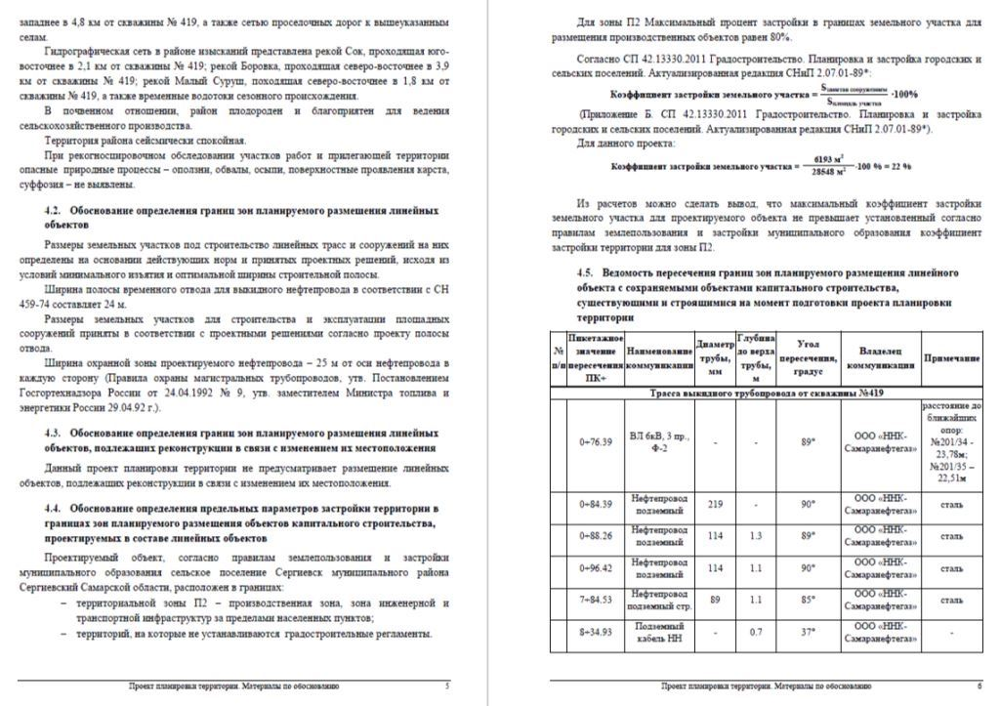 западнее в 4,8 км от скважины № 419, а также сетью проселочных дорог к вышеуказанным
селам.
Гидрографическая сеть в районе изысканий представлена рекой Сок, проходящая юго-
восточнее в 2,1 км от скважины № 419; рекой Боровка, проходящая северо-восточнее в 3,9
км от скважины № 419; рекой Малый Суруш, походящая северо-восточнее в 1,8 км от
скважины № 419, а также временные водотоки сезонного происхождения.
В почвенном отношении, район плодороден и благоприятен для ведения
сельскохозяйственного производства.
Территория района сейсмически спокойная.
При рекогносцировочном обследовании участков работ и прилегающей территории
опасные природные процессы – оползни, обвалы, осыпи, поверхностные проявления карста,
суффозия – не выявлены.
4.2. Обоснование определения границ зон планируемого размещения линейных
объектов
Размеры земельных участков под строительство линейных трасс и сооружений на них
определены на основании действующих норм и принятых проектных решений, исходя из
условий минимального изъятия и оптимальной ширины строительной полосы.
Ширина полосы временного отвода для выкидного нефтепровода в соответствии с СН
459-74 составляет 24 м.
Размеры земельных участков для строительства и эксплуатации площадных
сооружений приняты в соответствии с проектными решениями согласно проекту полосы
отвода.
Ширина охранной зоны проектируемого нефтепровода – 25 м от оси нефтепровода в
каждую сторону (Правила охраны магистральных трубопроводов, утв. Постановлением
Госгортехнадзора России от 24.04.1992 № 9, утв. заместителем Министра топлива и
энергетики России 29.04.92 г.).
4.3. Обоснование определения границ зон планируемого размещения линейных
объектов, подлежащих реконструкции в связи с изменением их местоположения
Данный проект планировки территории не предусматривает размещение линейных
объектов, подлежащих реконструкции в связи с изменением их местоположения.
4.4. Обоснование определения предельных параметров застройки территории в
границах зон планируемого размещения объектов капитального строительства,
проектируемых в составе линейных объектов
Проектируемый объект, согласно правилам землепользования и застройки
муниципального образования сельское поселение Сергиевск муниципального района
Сергиевский Самарской области, расположен в границах:
– территориальной зоны П2 – производственная зона, зона инженерной и
транспортной инфраструктур за пределами населенных пунктов;
– территорий, на которые не устанавливаются градостроительные регламенты.
Проект планировки территории. Материалы по обоснованию 5
Для зоны П2 Максимальный процент застройки в границах земельного участка для
размещения производственных объектов равен 80%.
Согласно СП 42.13330.2011 Градостроительство. Планировка и застройка городских и
сельских поселений. Актуализированная редакция СНиП 2.07.01-89*:
Коэффициент застройки земельного участка = Sзанятая сооружением / Sплощадь участка ·100%
(Приложение Б. СП 42.13330.2011 Градостроительство. Планировка и застройка
городских и сельских поселений. Актуализированная редакция СНиП 2.07.01-89*).
Для данного проекта:
Коэффициент застройки земельного участка = 6193 м² / 28548 м² ·100 % = 22 %
Из расчетов можно сделать вывод, что максимальный коэффициент застройки
земельного участка для проектируемого объекта не превышает установленный согласно
правилам землепользования и застройки муниципального образования коэффициент
застройки территории для зоны П2.
4.5. Ведомость пересечения границ зон планируемого размещения линейного
объекта с сохраняемыми объектами капитального строительства,
существующими и строящимися на момент подготовки проекта планировки
территории
№ п/п Пикетажное значение пересечения ПК+ Наименование коммуникации Диаметр трубы, мм Глубина до верха трубы, м Угол пересечения, градус Владелец коммуникации Примечание
Трасса выкидного трубопровода от скважины №419
0+76.39 ВЛ 6кВ, 3 пр., Ф-2 - - 89° ООО «ННК-Самаранефтегаз» расстояние до ближайших опор: №201/34 - 23,78м; №201/35 – 22,51м
0+84.39 Нефтепровод подземный 219 - 90° ООО «ННК-Самаранефтегаз» сталь
0+88.26 Нефтепровод подземный 114 1.3 89° ООО «ННК-Самаранефтегаз» сталь
0+96.42 Нефтепровод подземный 114 1.1 90° ООО «ННК-Самаранефтегаз» сталь
7+84.53 Нефтепровод подземный стр. 89 1.1 85° ООО «ННК-Самаранефтегаз» сталь
8+34.93 Подземный кабель НН - 0.7 37° ООО «ННК-Самаранефтегаз» -
Проект планировки территории. Материалы по обоснованию 6